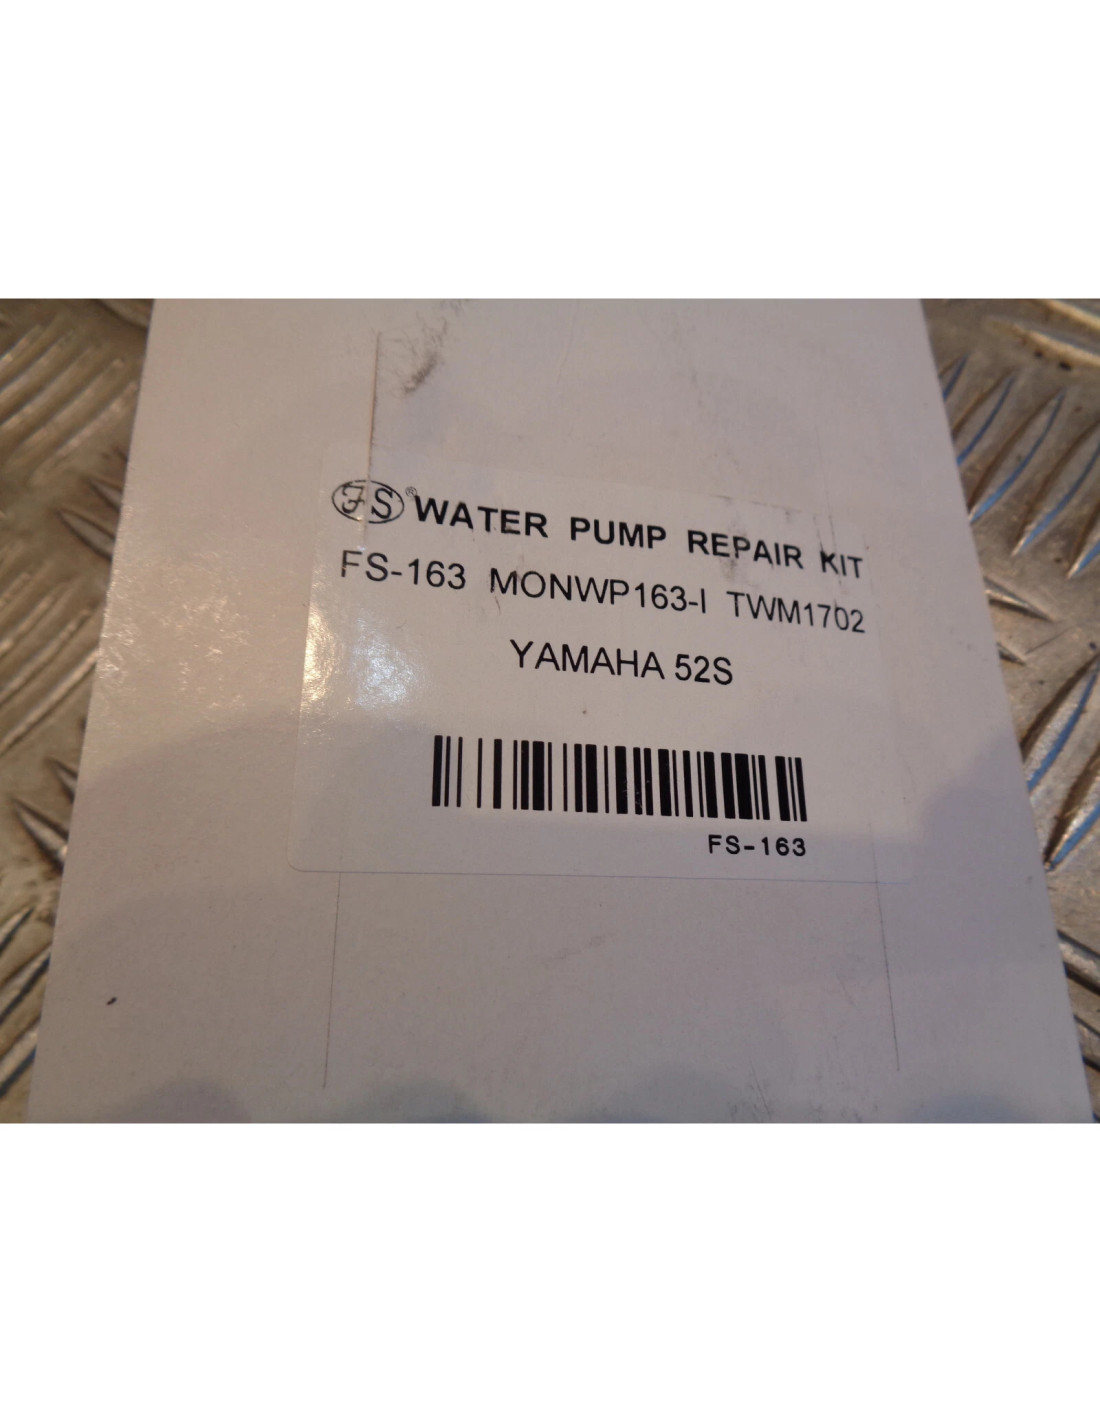 FS® WATER PUMP REPAIR KIT
FS-163 MONWP163-I TWM1702
YAMAHA 52S
FS-163